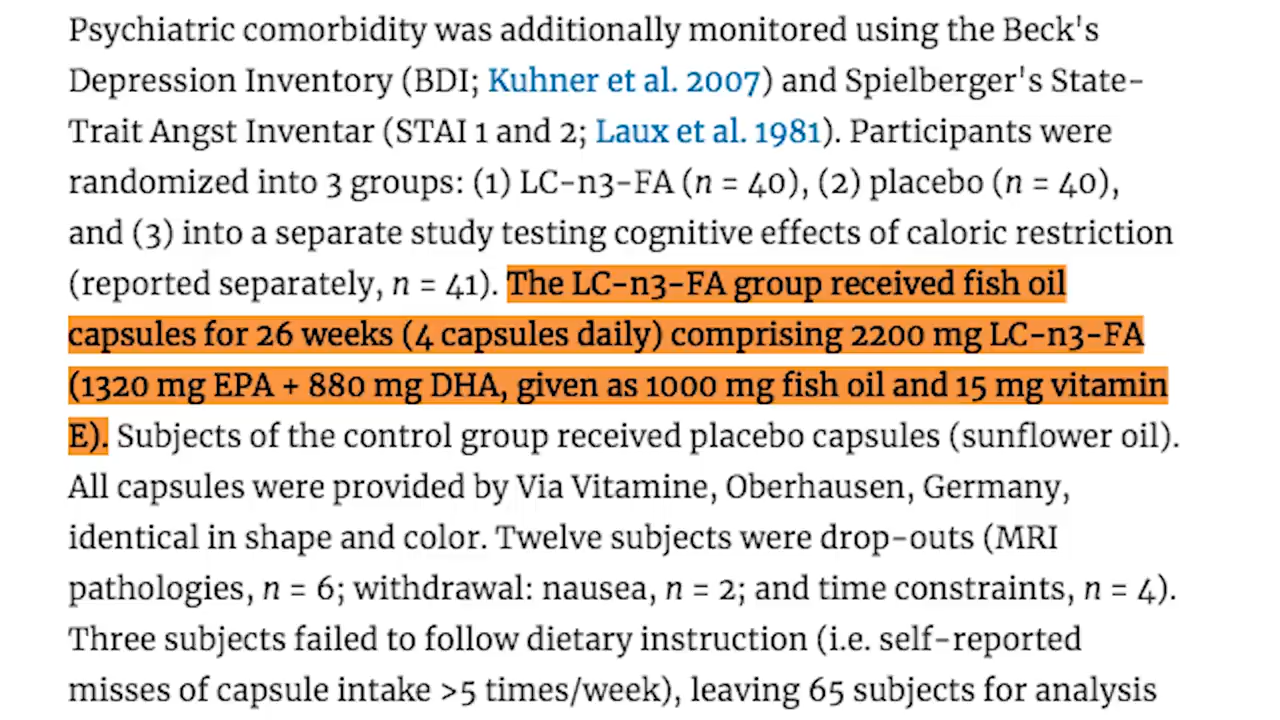 Psychiatric comorbidity was additionally monitored using the Beck's
Depression Inventory (BDI; Kuhner et al. 2007) and Spielberger's State-
Trait Angst Inventar (STAI 1 and 2; Laux et al. 1981). Participants were
randomized into 3 groups: (1) LC-n3-FA (n = 40), (2) placebo (n = 40),
and (3) into a separate study testing cognitive effects of caloric restriction
(reported separately, n = 41). The LC-n3-FA group received fish oil
capsules for 26 weeks (4 capsules daily) comprising 2200 mg LC-n3-FA
(1320 mg EPA + 880 mg DHA, given as 1000 mg fish oil and 15 mg vitamin
E). Subjects of the control group received placebo capsules (sunflower oil).
All capsules were provided by Via Vitamine, Oberhausen, Germany,
identical in shape and color. Twelve subjects were drop-outs (MRI
pathologies, n = 6; withdrawal: nausea, n = 2; and time constraints, n = 4).
Three subjects failed to follow dietary instruction (i.e. self-reported
misses of capsule intake >5 times/week), leaving 65 subjects for analysis